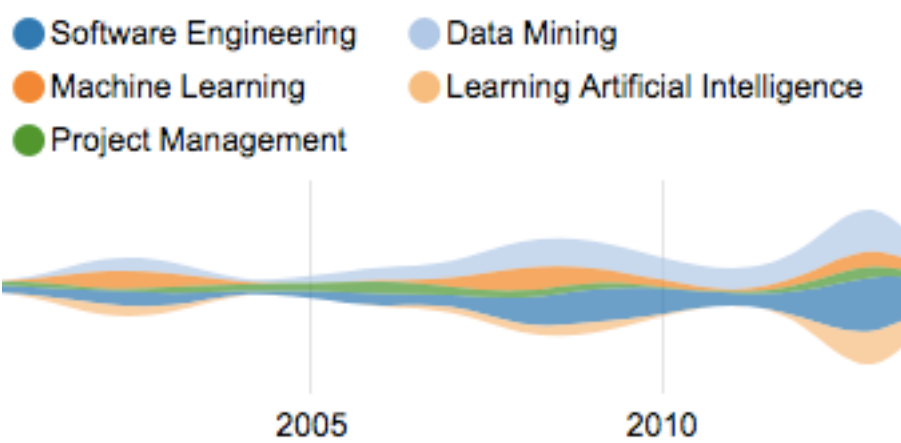 Software Engineering Data Mining
Machine Learning Learning Artificial Intelligence
Project Management
2005 2010